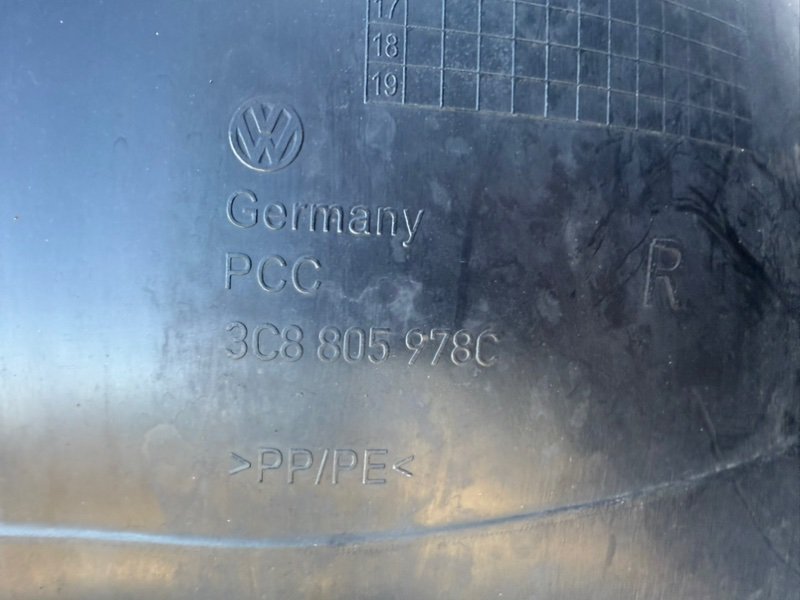 17
18
19
Germany
PCC
R
3C8 805 978C
>PP/PE<